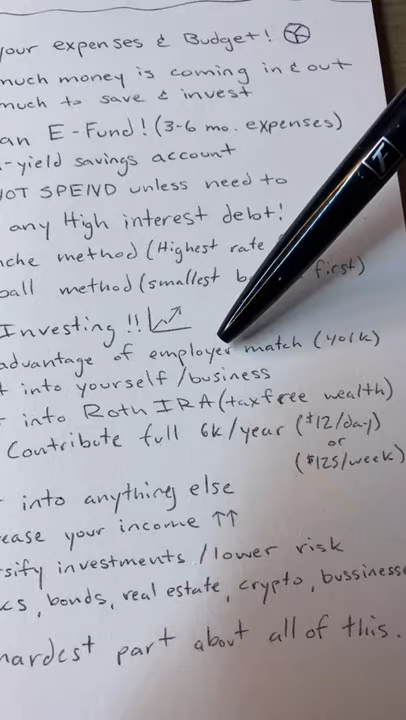 your expenses & Budget!
much money is coming in & out
much to save & invest
an E-Fund! (3-6 mo. expenses)
-yield savings account
NOT SPEND unless need to
any High interest debt!
method (Highest rate
method (smallest first)
Investing !!
advantage of employer match (401k)
into yourself/business
into Roth IRA (tax free wealth)
Contribute full 6k/year ($12/day)
or
($125/week)
into anything else
your income ↑↑
investments/lower risk
bonds, real estate, crypto, bussinesse
hardest part about all of this.